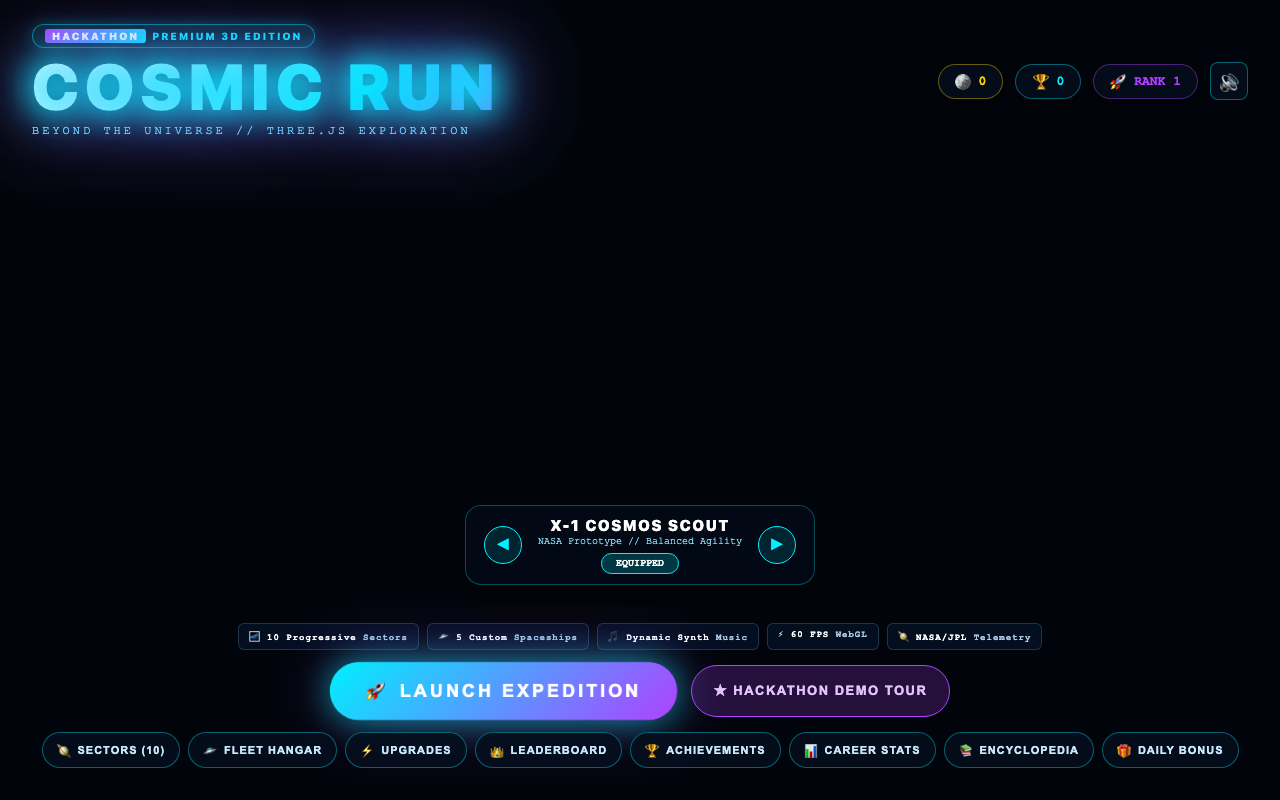 HACKATHON PREMIUM 3D EDITION
COSMIC RUN
BEYOND THE UNIVERSE // THREE.JS EXPLORATION
0
0
RANK 1
X-1 COSMOS SCOUT
NASA Prototype // Balanced Agility
EQUIPPED
10 Progressive Sectors
5 Custom Spaceships
Dynamic Synth Music
60 FPS WebGL
NASA/JPL Telemetry
LAUNCH EXPEDITION
★ HACKATHON DEMO TOUR
SECTORS (10)
FLEET HANGAR
UPGRADES
LEADERBOARD
ACHIEVEMENTS
CAREER STATS
ENCYCLOPEDIA
DAILY BONUS